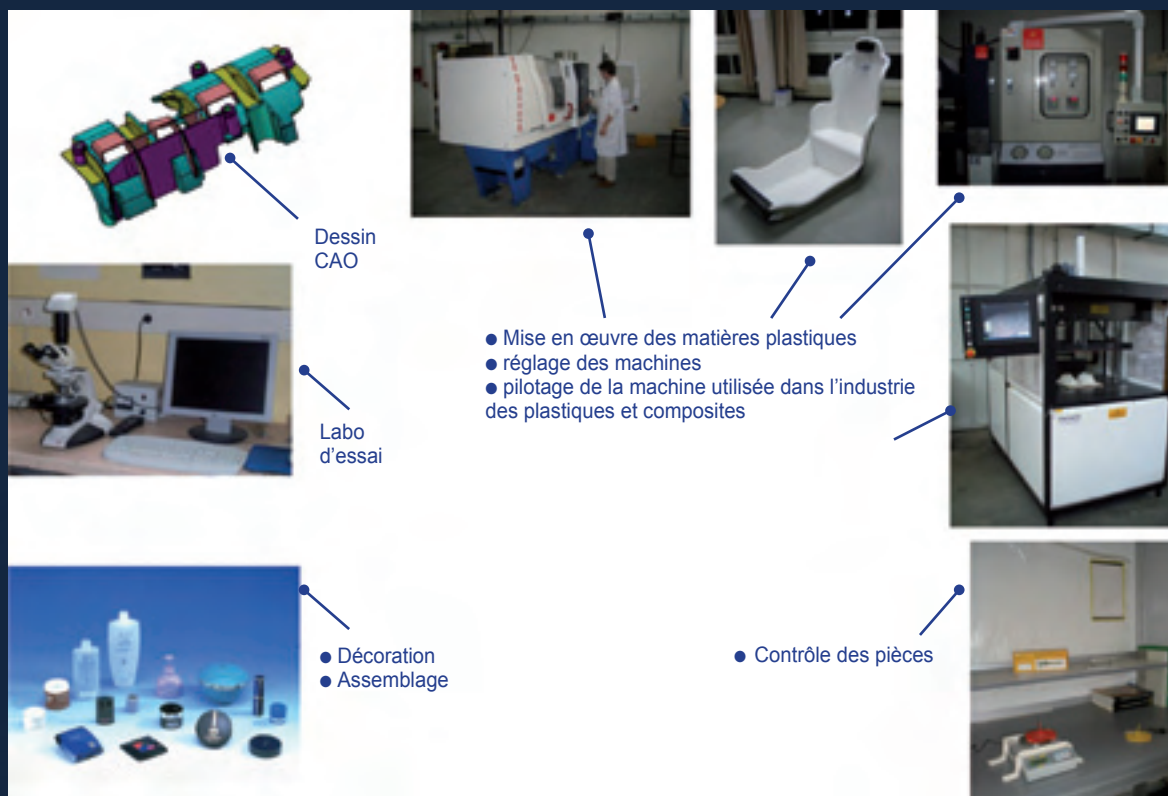 Dessin
CAO
● Mise en œuvre des matières plastiques
● réglage des machines
● pilotage de la machine utilisée dans l’industrie
des plastiques et composites
Labo
d’essai
● Décoration
● Assemblage
● Contrôle des pièces